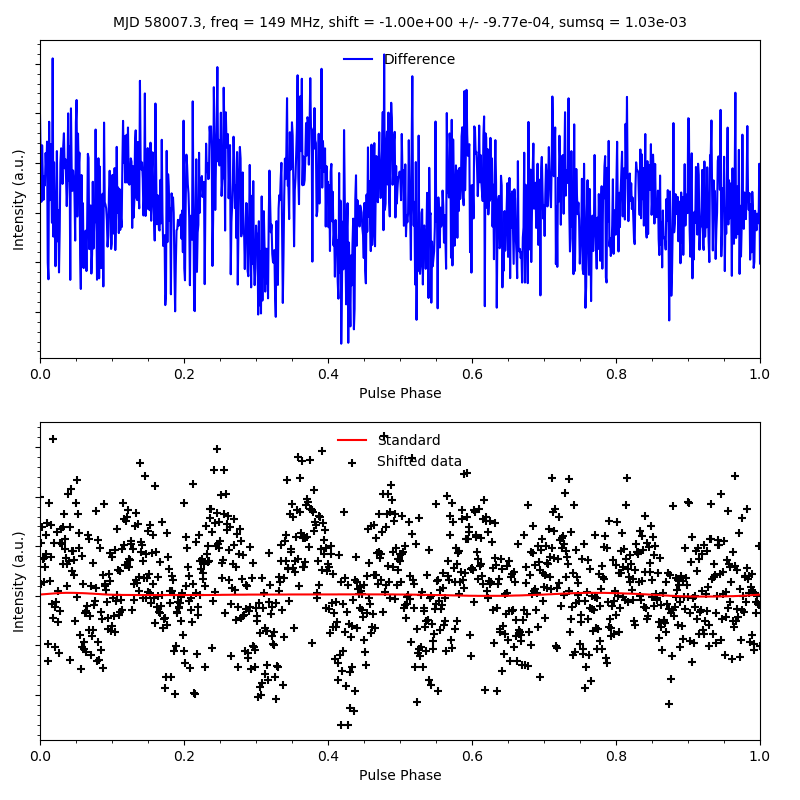 MJD 58007.3, freq = 149 MHz, shift = -1.00e+00 +/- -9.77e-04, sumsq = 1.03e-03
Difference
Intensity (a.u.)
0.0 0.2 0.4 0.6 0.8 1.0
Pulse Phase
Standard
Shifted data
Intensity (a.u.)
0.0 0.2 0.4 0.6 0.8 1.0
Pulse Phase